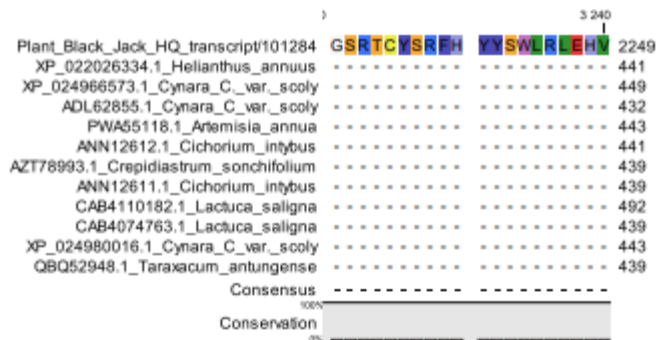 3 240
Plant_Black_Jack_HQ_transcript/101284 GSRTCYSRFH YYSWLRLEHV 2249
XP_022026334.1_Helianthus_annuus ---------- ---------- 441
XP_024966573.1_Cynara_C._var._scoly ---------- ---------- 449
ADL62855.1_Cynara_C._var._scoly ---------- ---------- 432
PWA55118.1_Artemisia_annua ---------- ---------- 443
ANN12612.1_Cichorium_intybus ---------- ---------- 441
AZT78993.1_Crepidiastrum_sonchifolium ---------- ---------- 439
ANN12611.1_Cichorium_intybus ---------- ---------- 439
CAB4110182.1_Lactuca_saligna ---------- ---------- 492
CAB4074763.1_Lactuca_saligna ---------- ---------- 439
XP_024980016.1_Cynara_C_var._scoly ---------- ---------- 443
QBQ52948.1_Taraxacum_antungense ---------- ---------- 439
Consensus ---------- ----------
100%
Conservation
0%